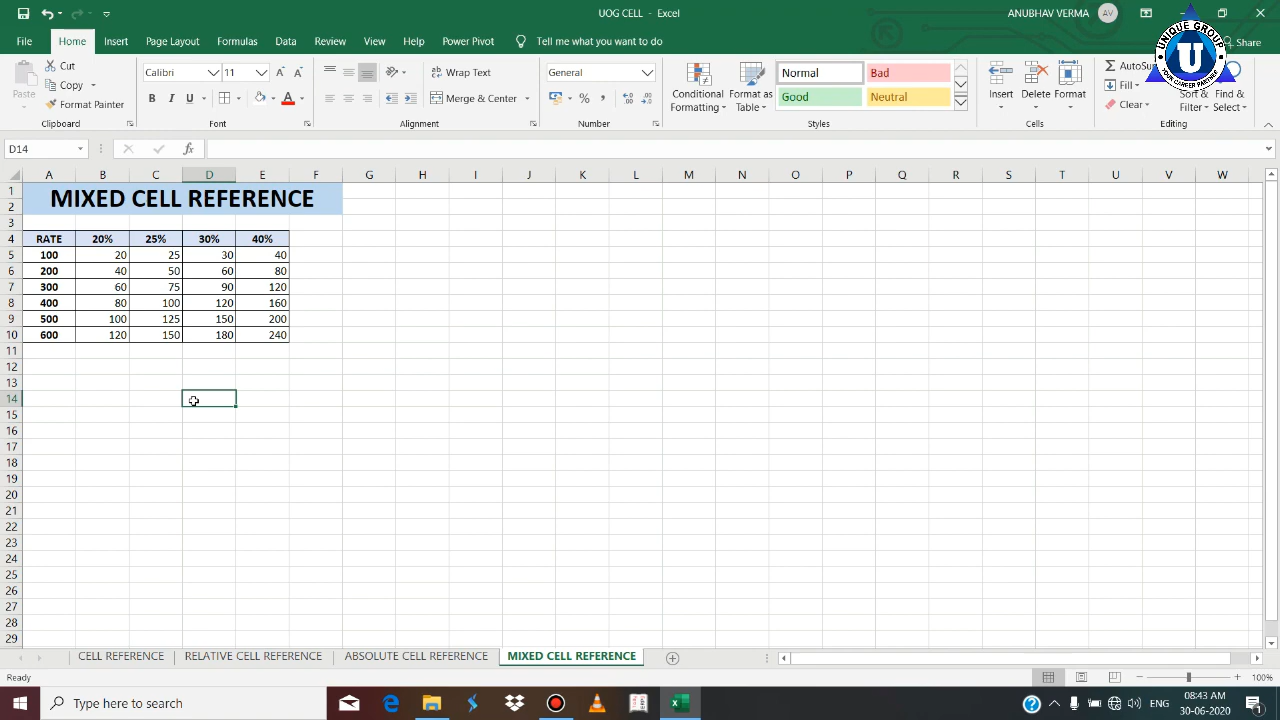 UOG CELL - Excel
ANUBHAV VERMA AV
UNIQUE GROUP
U
File Home Insert Page Layout Formulas Data Review View Help Power Pivot Tell me what you want to do Share
Paste
Cut
Copy
Format Painter
Clipboard
Calibri 11
B I U A
Font
Wrap Text
Merge & Center
Alignment
General
% ,
Number
Conditional Formatting
Format as Table
Normal Bad
Good Neutral
Styles
Insert Delete Format
Cells
AutoSum
Fill
Clear
Sort & Filter
Find & Select
Editing
D14 fx
A B C D E F G H I J K L M N O P Q R S T U V W
1 MIXED CELL REFERENCE
2
3
4 RATE 20% 25% 30% 40%
5 100 20 25 30 40
6 200 40 50 60 80
7 300 60 75 90 120
8 400 80 100 120 160
9 500 100 125 150 200
10 600 120 150 180 240
11
12
13
14
15
16
17
18
19
20
21
22
23
24
25
26
27
28
29
CELL REFERENCE RELATIVE CELL REFERENCE ABSOLUTE CELL REFERENCE MIXED CELL REFERENCE
Ready 100%
Type here to search
ENG
08:43 AM
30-06-2020